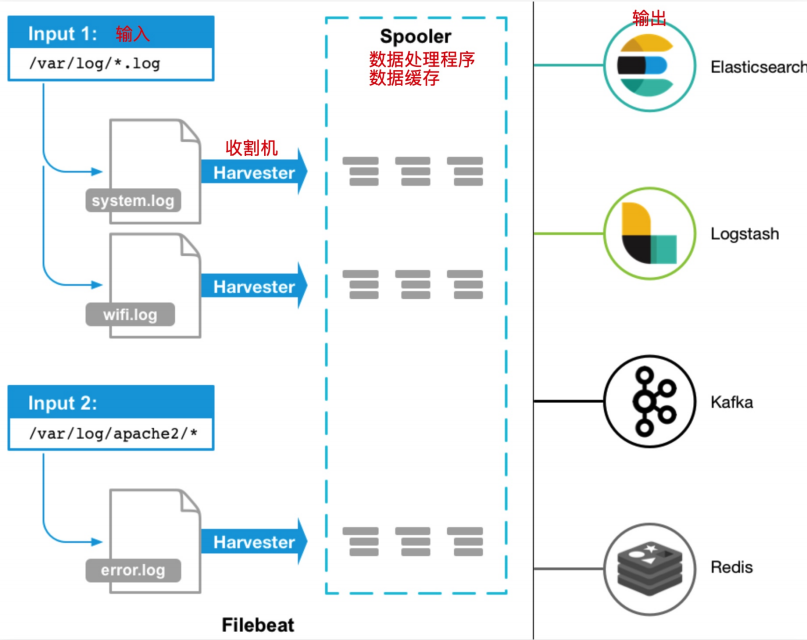 Input 1: 输入
/var/log/*.log
system.log
收割机
Harvester
wifi.log
Harvester
Input 2:
/var/log/apache2/*
error.log
Harvester
Filebeat
Spooler
数据处理程序
数据缓存
输出
Elasticsearch
Logstash
Kafka
Redis